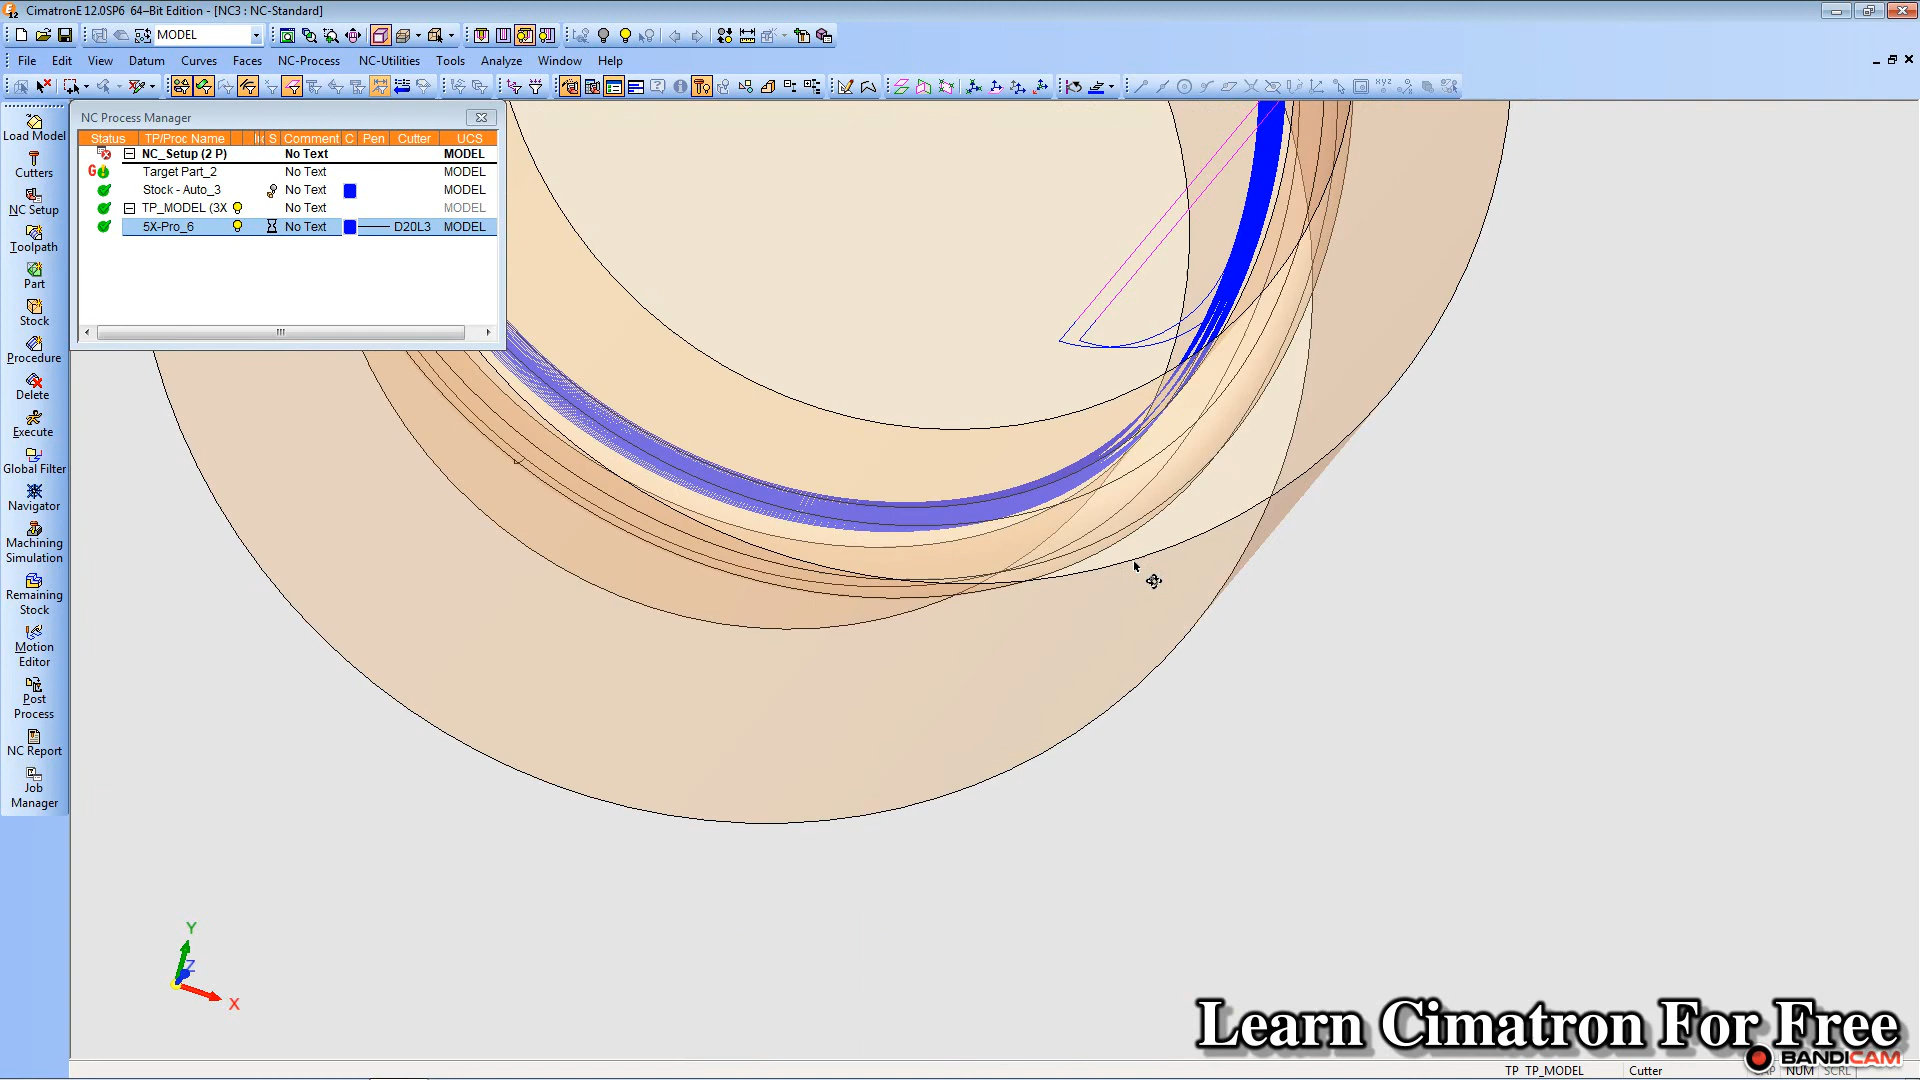 CimatronE 12.0SP6 64-Bit Edition - [NC3 : NC-Standard]
MODEL
File Edit View Datum Curves Faces NC-Process NC-Utilities Tools Analyze Window Help
NC Process Manager
Status TP/Proc Name S Comment C Pen Cutter UCS
NC_Setup (2 P) No Text MODEL
G Target Part_2 No Text MODEL
Stock - Auto_3 No Text MODEL
TP_MODEL (3X No Text MODEL
5X-Pro_6 No Text D20L3 MODEL
Load Model
Cutters
NC Setup
Toolpath
Part
Stock
Procedure
Delete
Execute
Global Filter
Navigator
Machining
Simulation
Remaining
Stock
Motion
Editor
Post
Process
NC Report
Job
Manager
Y
Z
X
Learn Cimatron For Free
BANDICAM
TP TP_MODEL Cutter NUM SCRL